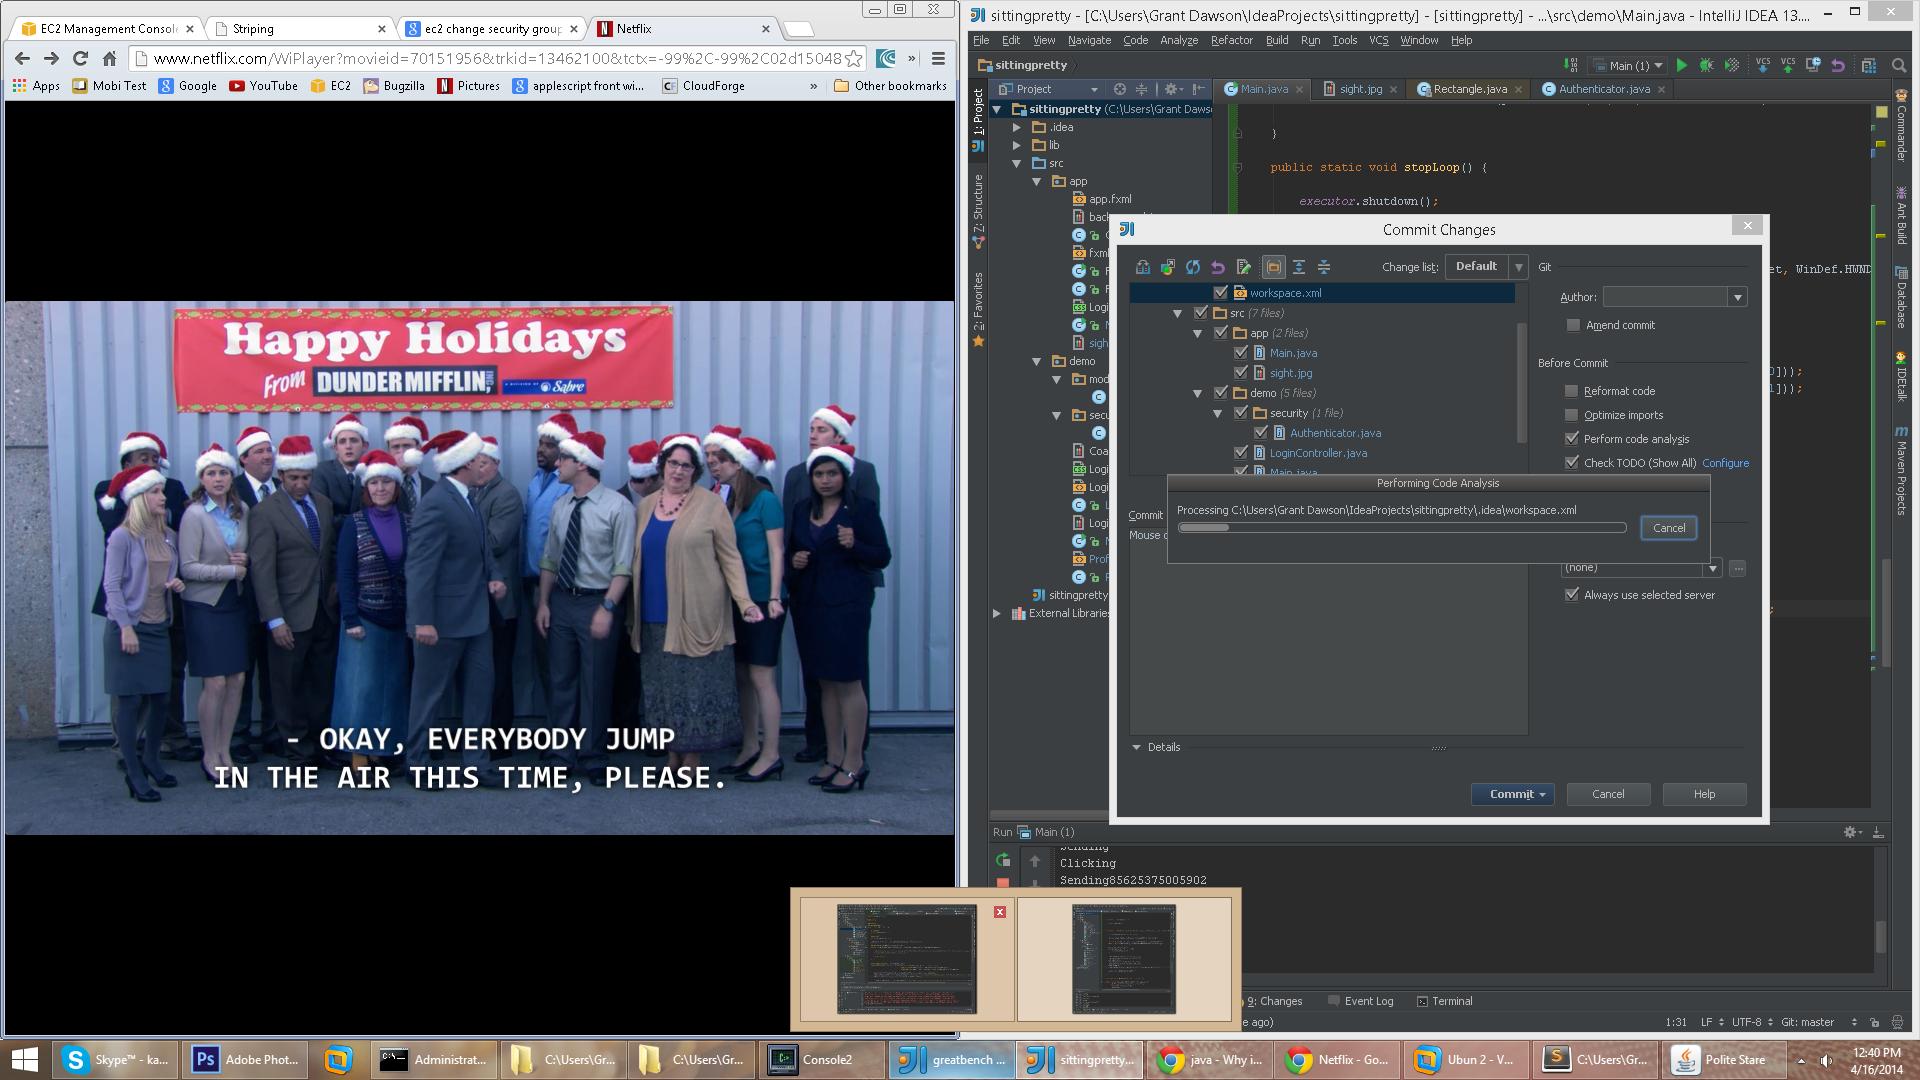 EC2 Management Consol
Striping
ec2 change security group
Netflix
www.netflix.com/WiPlayer?movieid=70151956&trkid=13462100&tctx=-99%2C-99%2C02d15048
Apps
Mobi Test
Google
YouTube
EC2
Bugzilla
Pictures
applescript front wi...
CloudForge
»
Other bookmarks
Happy Holidays
From DUNDER MIFFLIN, INC
A DIVISION OF Sabre
- OKAY, EVERYBODY JUMP
IN THE AIR THIS TIME, PLEASE.
sittingpretty - [C:\Users\Grant Dawson\IdeaProjects\sittingpretty] - [sittingpretty] - ...\src\demo\Main.java - IntelliJ IDEA 13....
File Edit View Navigate Code Analyze Refactor Build Run Tools VCS Window Help
sittingpretty
Main (1)
Project
Main.java
sight.jpg
Rectangle.java
Authenticator.java
1: Project
Z: Structure
2: Favorites
sittingpretty (C:\Users\Grant Daws
.idea
lib
src
app
app.fxml
back
fxml
Logi
sigh
demo
mod
secu
Coa
Logi
Logi
Logi
Prof
sittingpretty
External Libraries
}
public static void stopLoop() {
executor.shutdown();
et, WinDef.HWND
Commander
Ant Build
Database
IDEtalk
Maven Projects
Commit Changes
Change list: Default
Git
workspace.xml
src (7 files)
app (2 files)
Main.java
sight.jpg
demo (5 files)
security (1 file)
Authenticator.java
LoginController.java
Main.java
Author:
Amend commit
Before Commit
Reformat code
Optimize imports
Perform code analysis
Check TODO (Show All) Configure
Performing Code Analysis
Processing C:\Users\Grant Dawson\IdeaProjects\sittingpretty\.idea\workspace.xml
Cancel
Commit
Mouse
(none)
Always use selected server
Details
Commit
Cancel
Help
Run Main (1)
Sending
Clicking
Sending85625375005902
9: Changes
Event Log
Terminal
e ago)
1:31 LF UTF-8 Git: master
Skype™ - ka...
Adobe Phot...
Administrat...
C:\Users\Gr...
C:\Users\Gr...
Console2
greatbench ...
sittingpretty...
java - Why i...
Netflix - Go...
Ubun 2 - V...
C:\Users\Gr...
Polite Stare
12:40 PM
4/16/2014